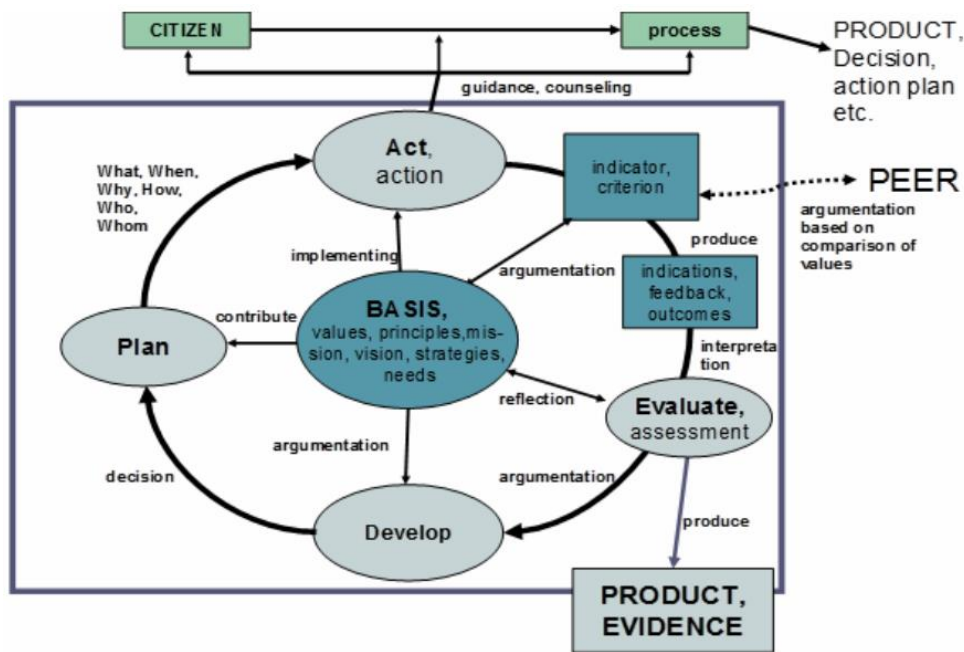 CITIZEN
process
PRODUCT,
Decision,
action plan
etc.
guidance, counseling
Act,
action
What, When,
Why, How,
Who,
Whom
indicator,
criterion
PEER
argumentation
based on
comparison of
values
implementing
argumentation
produce
indications,
feedback,
outcomes
contribute
BASIS,
values, principles,mis-
sion, vision, strategies,
needs
Plan
interpreta
tion
reflection
Evaluate,
assessment
argumentation
argumentation
decision
Develop
produce
PRODUCT,
EVIDENCE